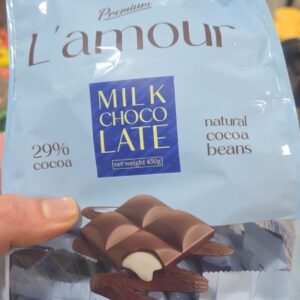 Premium
L'amour
MILK
CHOCO
LATE
net weight 450g
29%
cocoa
natural
cocoa
beans